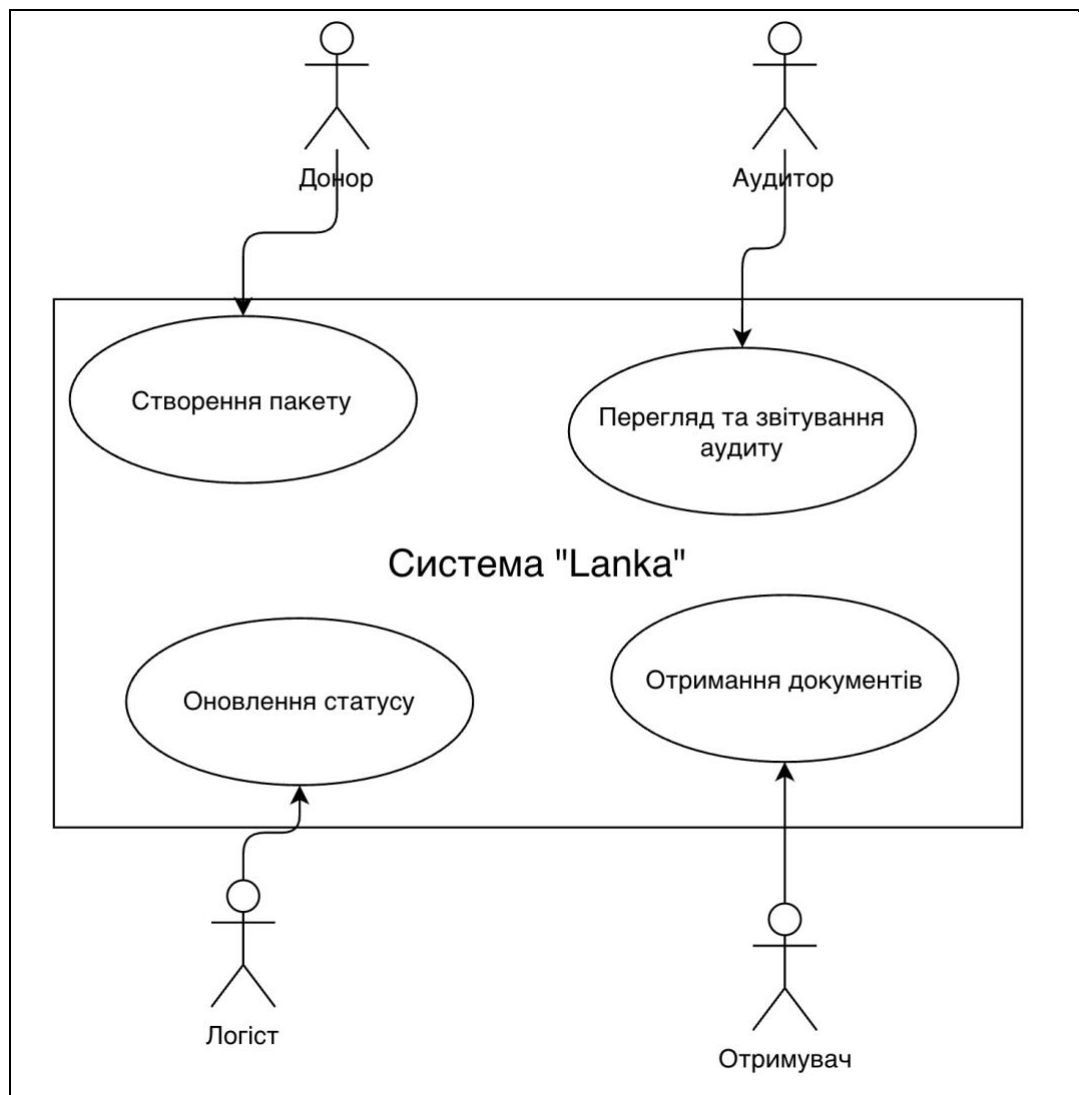 Донор
Аудитор
Створення пакету
Перегляд та звітування
аудиту
Система "Lanka"
Оновлення статусу
Отримання документів
Логіст
Отримувач